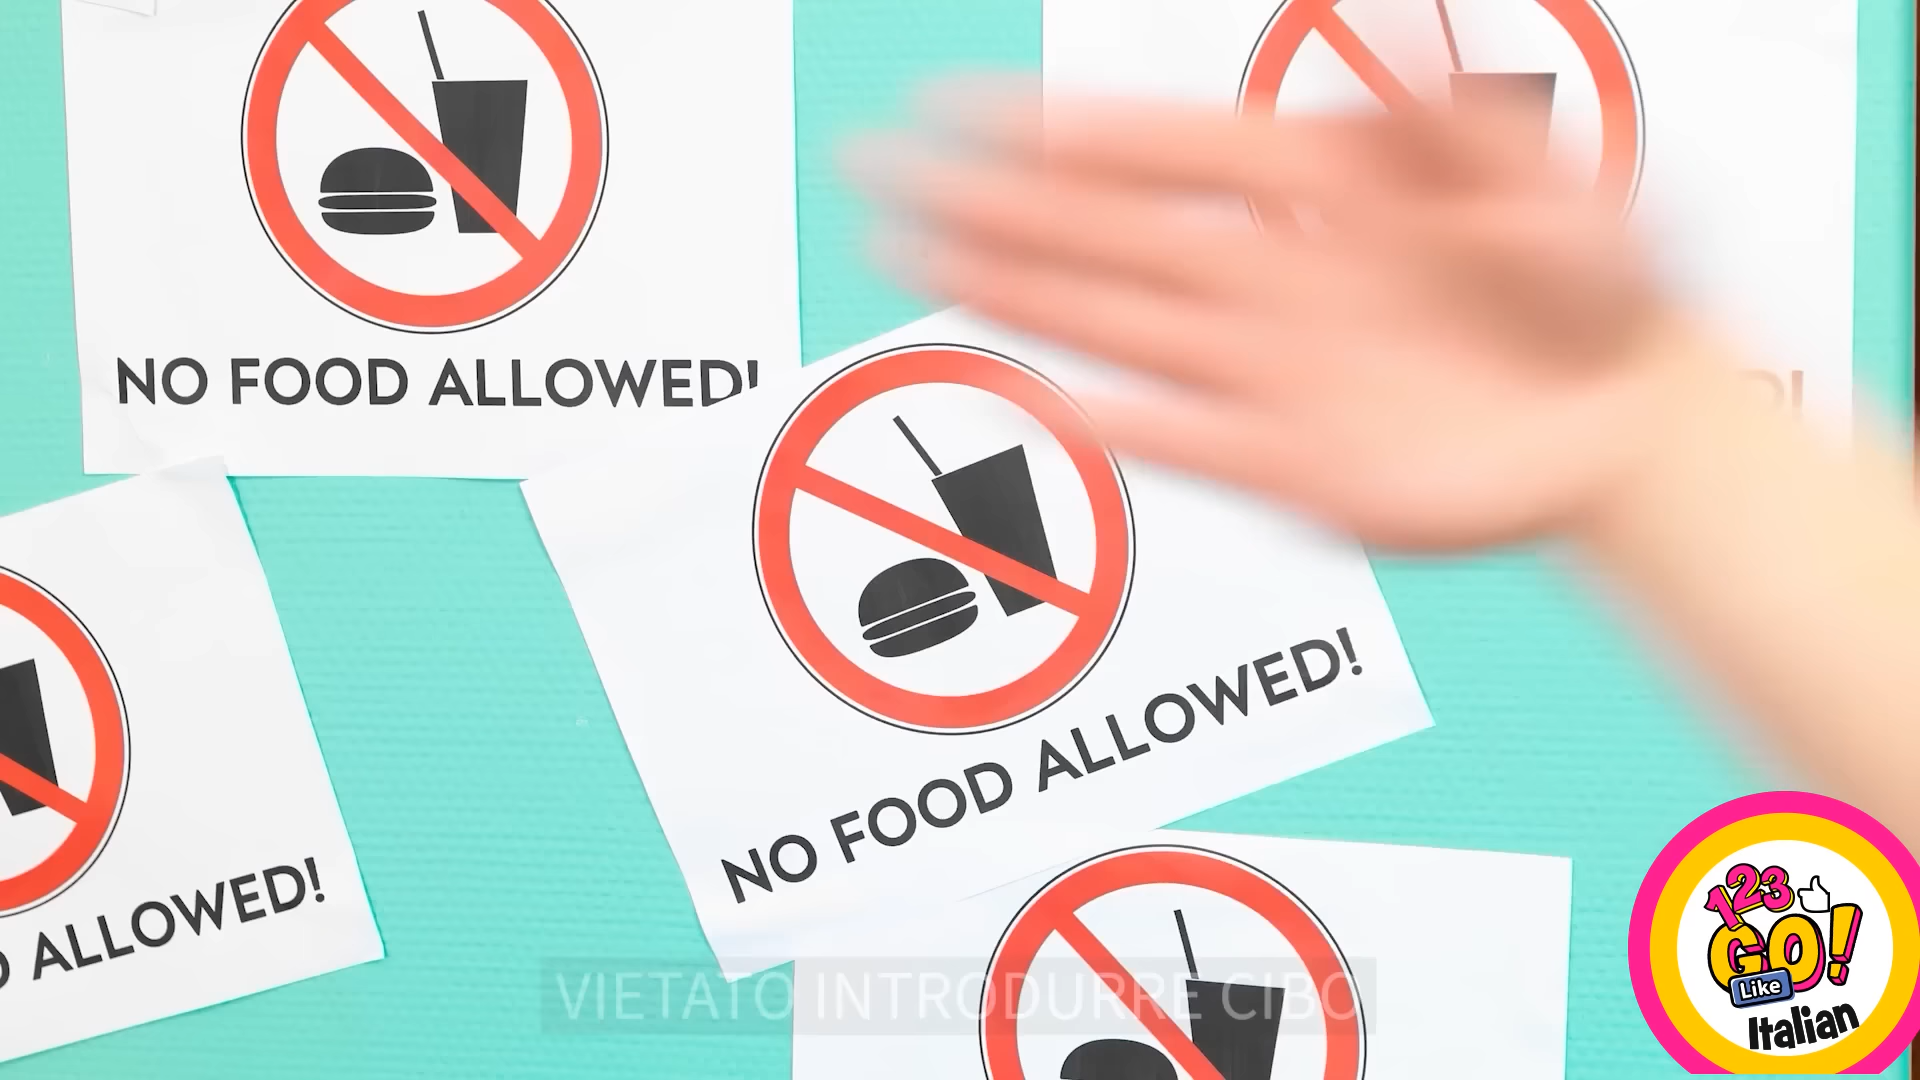 NO FOOD ALLOWED!
D!
NO FOOD ALLOWED!
ALLOWED!
VIETATO INTRODURRE CIBO
123
GO!
Like
Italian